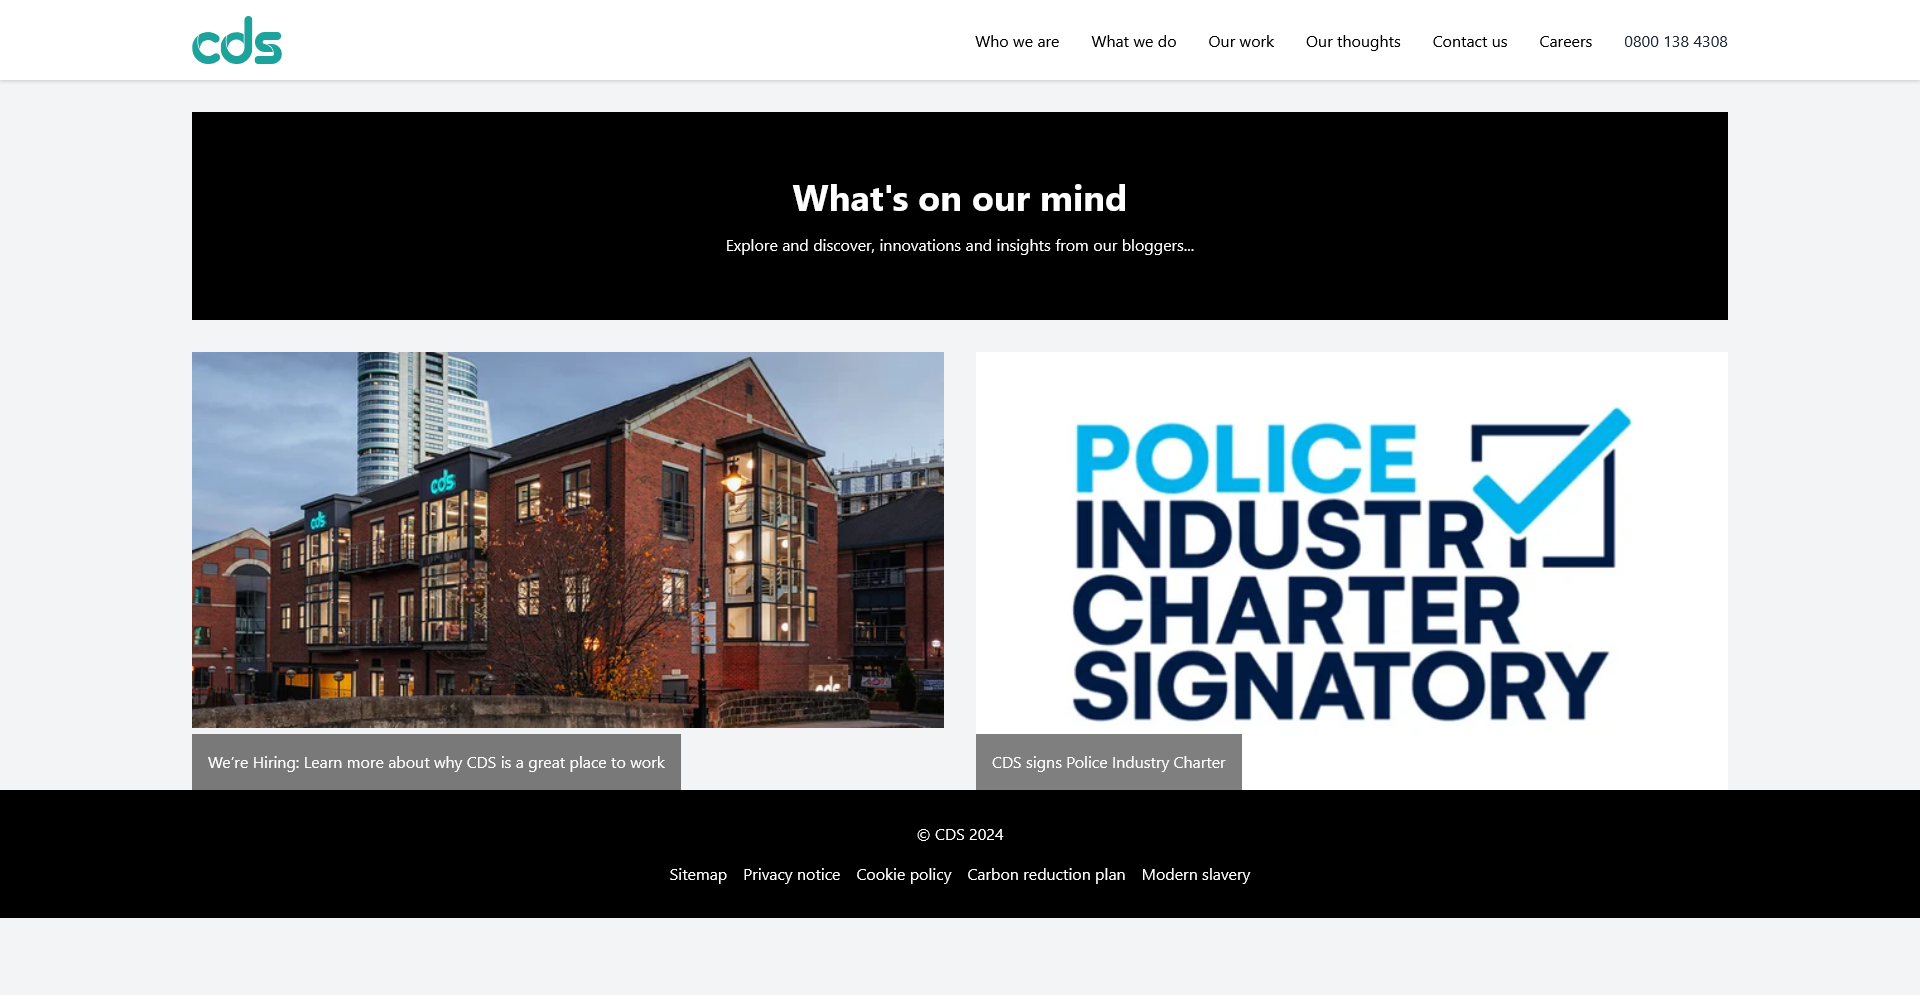 cds
Who we are
What we do
Our work
Our thoughts
Contact us
Careers
0800 138 4308
What's on our mind
Explore and discover, innovations and insights from our bloggers...
cds
cds
cds
POLICE
INDUSTRY
CHARTER
SIGNATORY
We're Hiring: Learn more about why CDS is a great place to work
CDS signs Police Industry Charter
© CDS 2024
Sitemap
Privacy notice
Cookie policy
Carbon reduction plan
Modern slavery